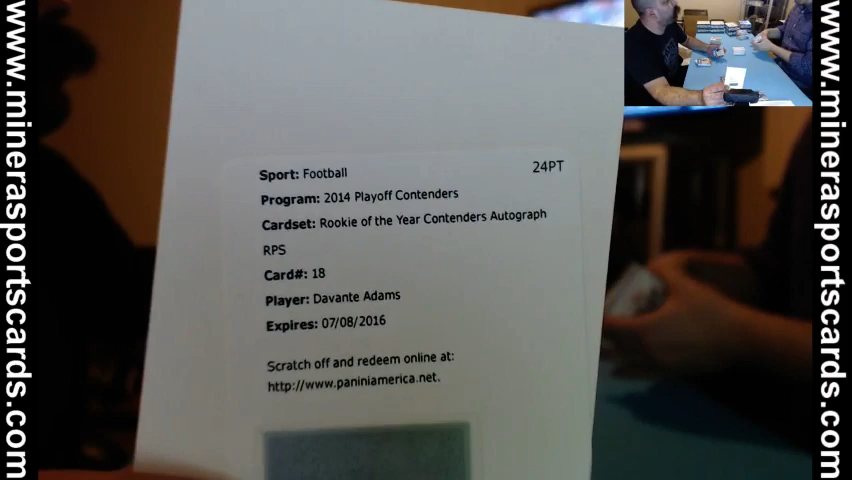 www.minerasportscards.com
Sport: Football
24PT
Program: 2014 Playoff Contenders
Cardset: Rookie of the Year Contenders Autograph
RPS
Card#: 18
Player: Davante Adams
Expires: 07/08/2016
Scratch off and redeem online at:
http://www.paniniamerica.net.
www.minerasportscards.com